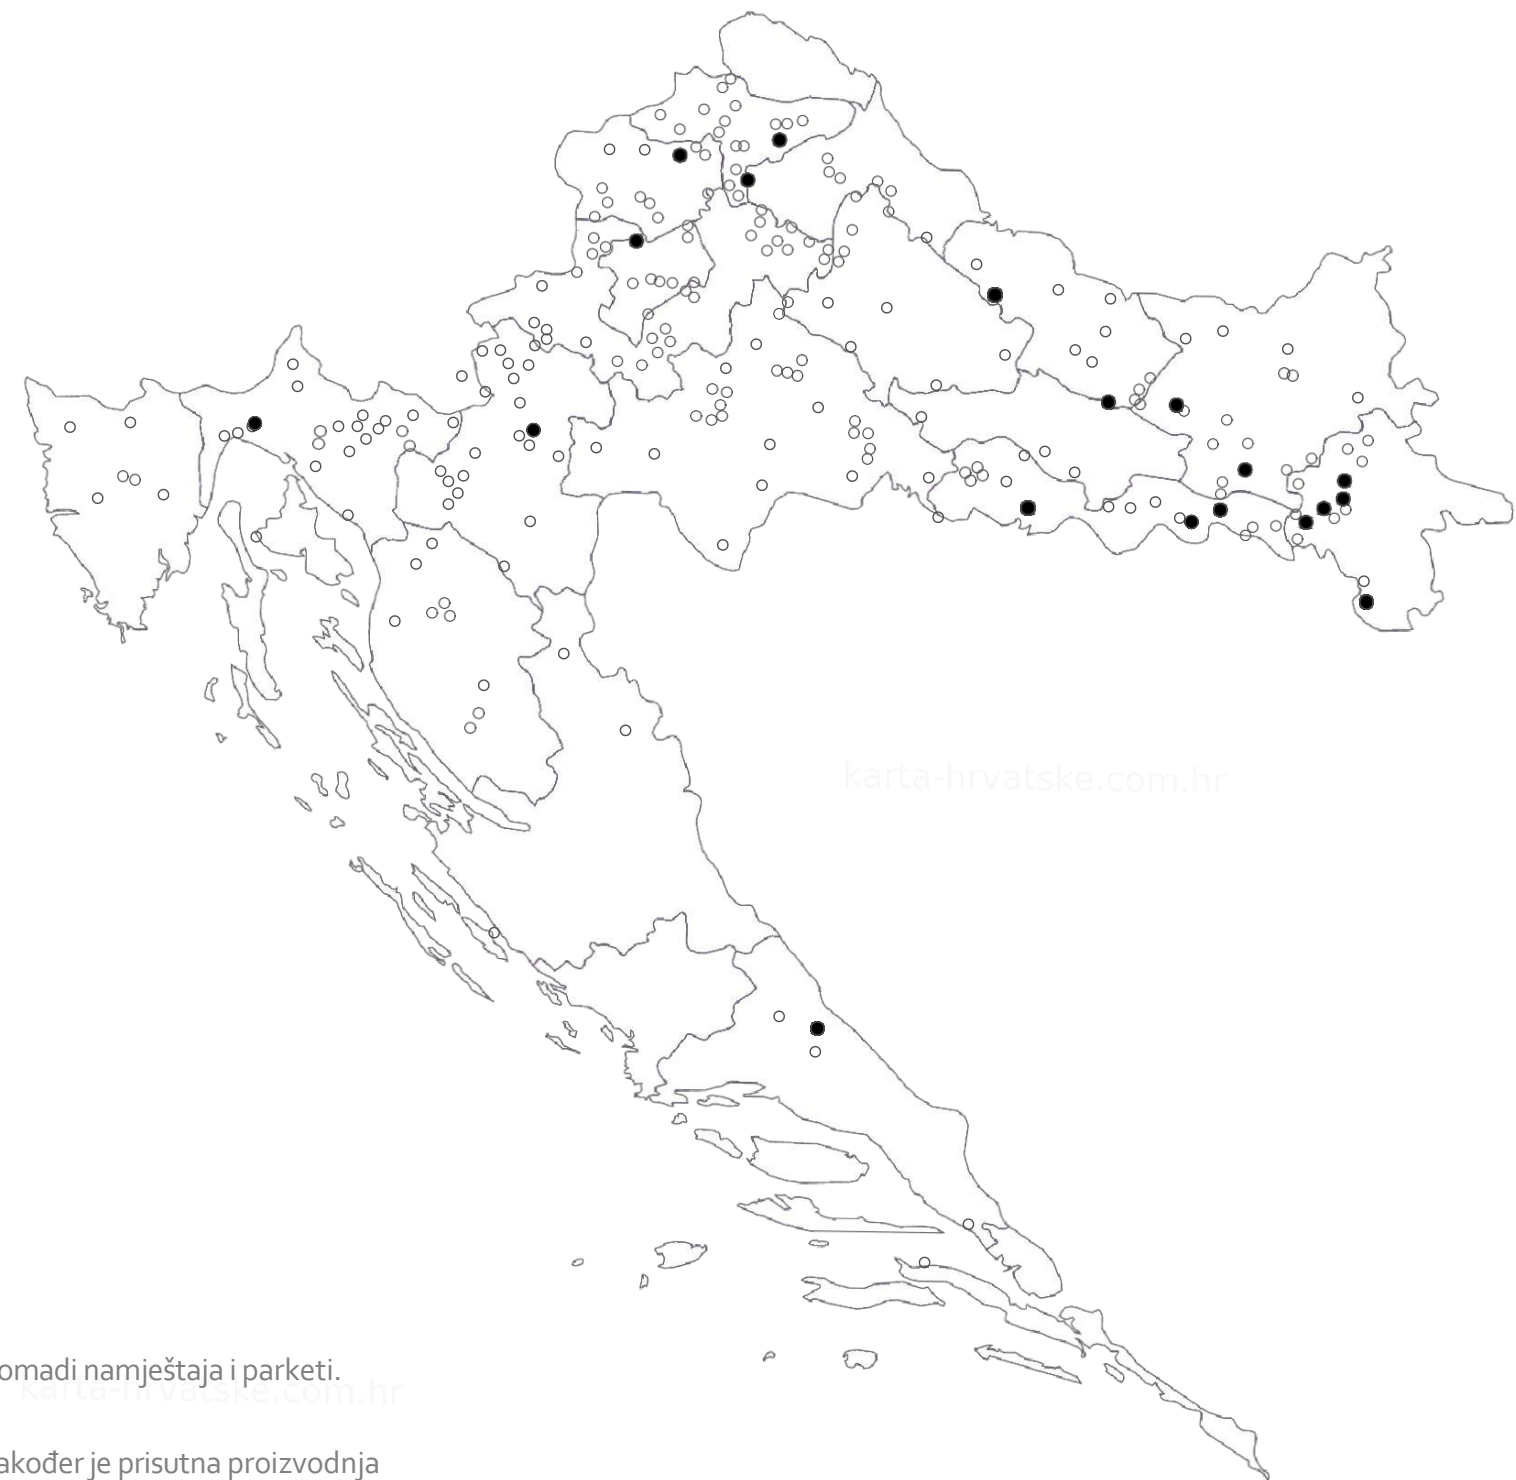 karta-hrvatske.com.hr
omadi namještaja i parketi.
karta-hrvatske.com.hr
akođer je prisutna proizvodnja